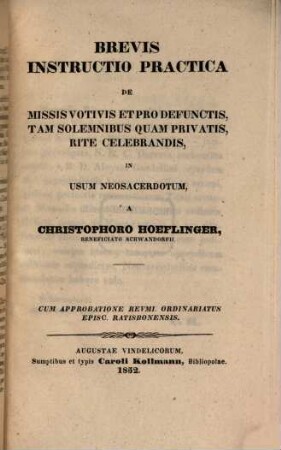 BREVIS
INSTRUCTIO PRACTICA
DE
MISSIS VOTIVIS ET PRO DEFUNCTIS,
TAM SOLEMNIBUS QUAM PRIVATIS,
RITE CELEBRANDIS,
IN
USUM NEOSACERDOTUM,
A
CHRISTOPHORO HOEFLINGER,
BENEFICIATO SCHWANDORFII
CUM APPROBATIONE REVMI. ORDINARIATUS
EPISC. RATISBONENSIS.
AUGUSTAE VINDELICORUM,
Sumptibus et typis Caroli Kollmann, Bibliopolae.
1832.